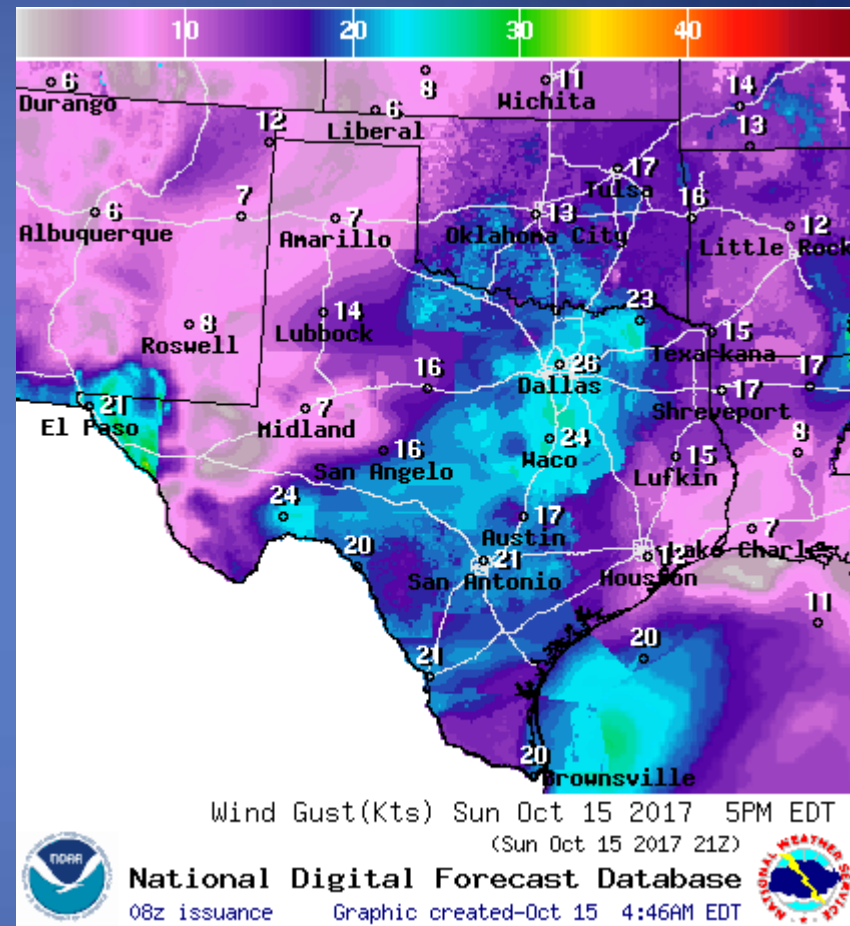 10 20 30 40
6 8 11
Durango Wichita 14
6
Liberal
12 13
17
Tulsa
6 7 7 13 16 12
Albuquerque Amarillo Oklahoma City Little Rock
14 23
8 Lubbock 15
Roswell Texarkana
26
16 Dallas 17
21 7 17
El Paso Midland Shreveport
16 24 8
San Angelo Waco 15
Lufkin
24 17 7
Austin
20 21 12 Lake Charles
San Antonio Houston
11
20
21
20
Brownsville
Wind Gust(Kts) Sun Oct 15 2017 5PM EDT
(Sun Oct 15 2017 21Z)
NOAA
National Digital Forecast Database
08z issuance Graphic created-Oct 15 4:46AM EDT
NATIONAL WEATHER SERVICE